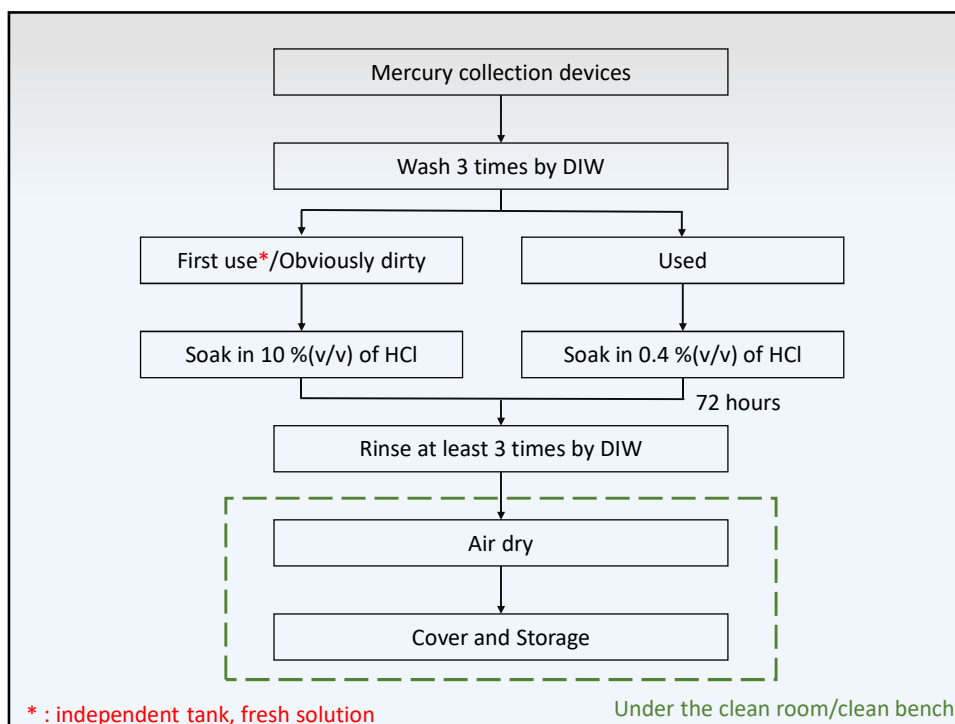 Mercury collection devices
Wash 3 times by DIW
First use*/Obviously dirty
Used
Soak in 10 %(v/v) of HCl
Soak in 0.4 %(v/v) of HCl
72 hours
Rinse at least 3 times by DIW
Air dry
Cover and Storage
* : independent tank, fresh solution
Under the clean room/clean bench